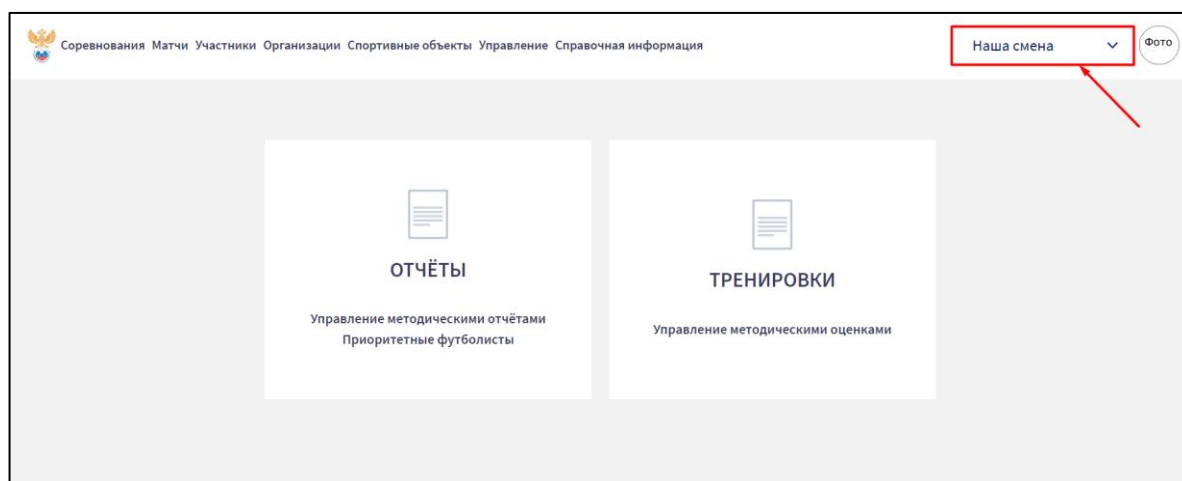 Соревнования Матчи Участники Организации Спортивные объекты Управление Справочная информация
Наша смена
Фото
ОТЧЁТЫ
Управление методическими отчётами
Приоритетные футболисты
ТРЕНИРОВКИ
Управление методическими оценками